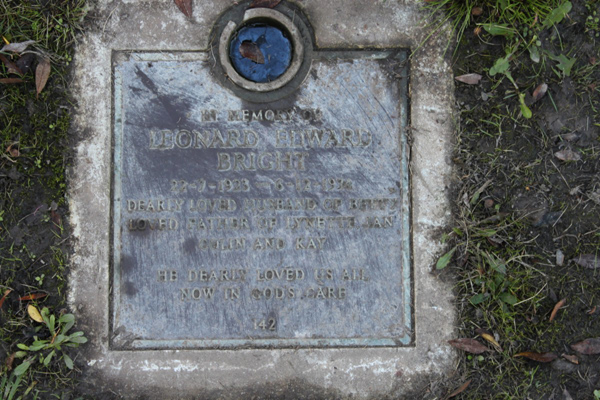 IN MEMORY OF
LEONARD EDWARD
BRIGHT
DEARLY LOVED HUSBAND OF BETTY
LOVED FATHER OF LYNETTE IAN
COLIN AND KAY
HE DEARLY LOVED US ALL
NOW IN GODS CARE
142